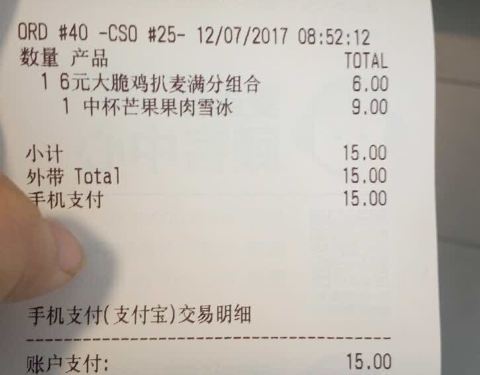 ORD #40 -CSO #25- 12/07/2017 08:52:12
数量 产品 TOTAL
1 6元大脆鸡扒麦满分组合 6.00
1 中杯芒果果肉雪冰 9.00
小计 15.00
外带 Total 15.00
手机支付 15.00
手机支付(支付宝)交易明细
账户支付: 15.00